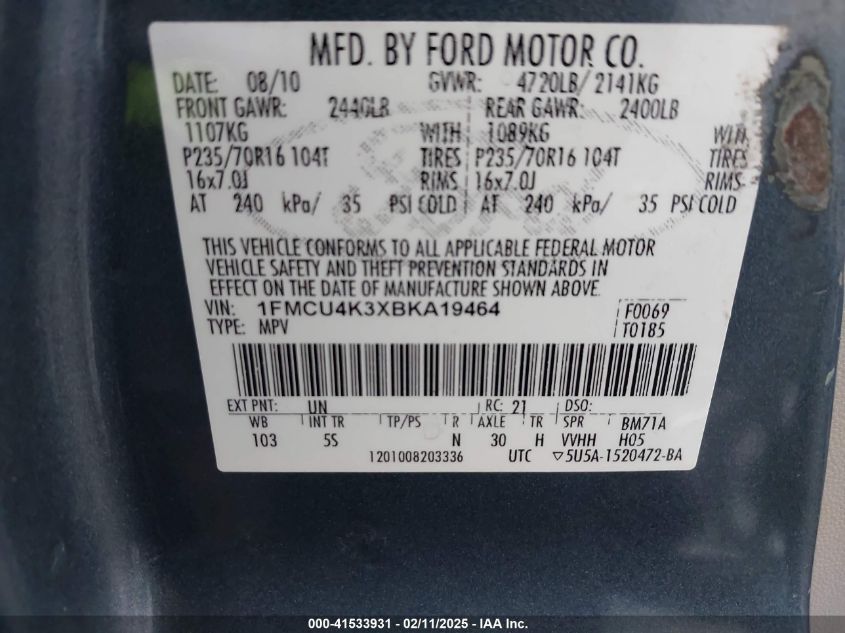 MFD. BY FORD MOTOR CO.
DATE: 08/10 GVWR: 4720LB/ 2141KG
FRONT GAWR: 2440LB REAR GAWR: 2400LB
1107KG WITH 1089KG WITH
P235/70R16 104T TIRES P235/70R16 104T TIRES
16x7.0J RIMS 16x7.0J RIMS
AT 240 kPa/ 35 PSI COLD AT 240 kPa/ 35 PSI COLD
THIS VEHICLE CONFORMS TO ALL APPLICABLE FEDERAL MOTOR
VEHICLE SAFETY AND THEFT PREVENTION STANDARDS IN
EFFECT ON THE DATE OF MANUFACTURE SHOWN ABOVE.
VIN: 1FMCU4K3XBKA19464 F0069
TYPE: MPV T0185
EXT PNT: UN RC: 21 DSO:
WB INT TR TP/PS R AXLE TR SPR BM71A
103 5S N 30 H VVHH H05
1201008203336 UTC ▽5U5A-1520472-BA
000-41533931 - 02/11/2025 - IAA Inc.